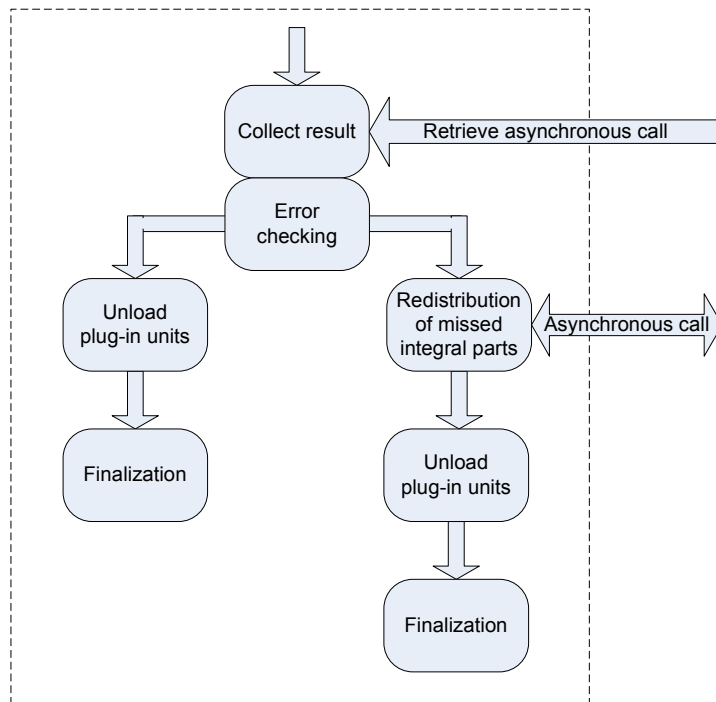 Collect result
Retrieve asynchronous call
Error
checking
Unload
plug-in units
Redistribution
of missed
integral parts
Asynchronous call
Finalization
Unload
plug-in units
Finalization